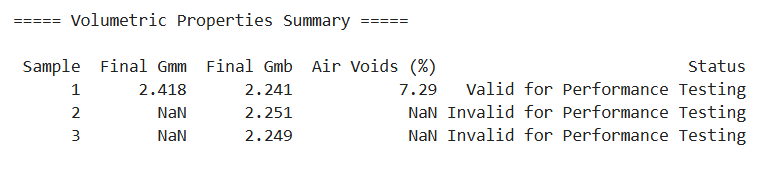 ===== Volumetric Properties Summary =====
Sample Final Gmm Final Gmb Air Voids (%) Status
1 2.418 2.241 7.29 Valid for Performance Testing
2 NaN 2.251 NaN Invalid for Performance Testing
3 NaN 2.249 NaN Invalid for Performance Testing